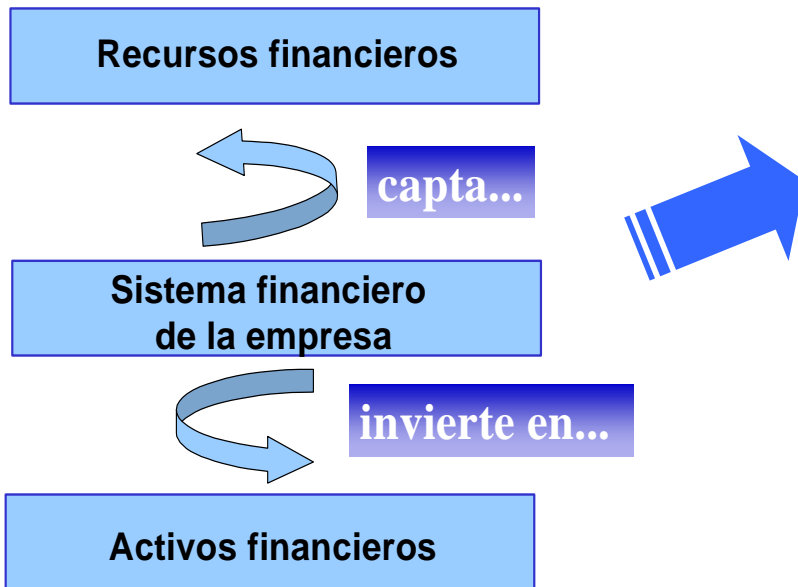 Recursos financieros
capta...
Sistema financiero
de la empresa
invierte en...
Activos financieros